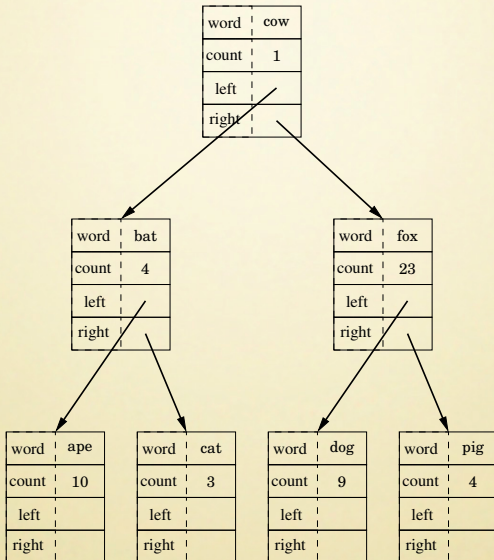 word cow
count 1
left
right
word bat
count 4
left
right
word fox
count 23
left
right
word ape
count 10
left
right
word cat
count 3
left
right
word dog
count 9
left
right
word pig
count 4
left
right